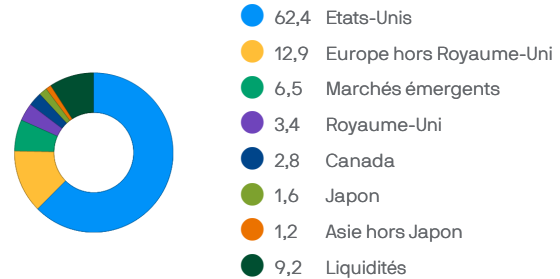 62,4 Etats-Unis
12,9 Europe hors Royaume-Uni
6,5 Marchés émergents
3,4 Royaume-Uni
2,8 Canada
1,6 Japon
1,2 Asie hors Japon
9,2 Liquidités